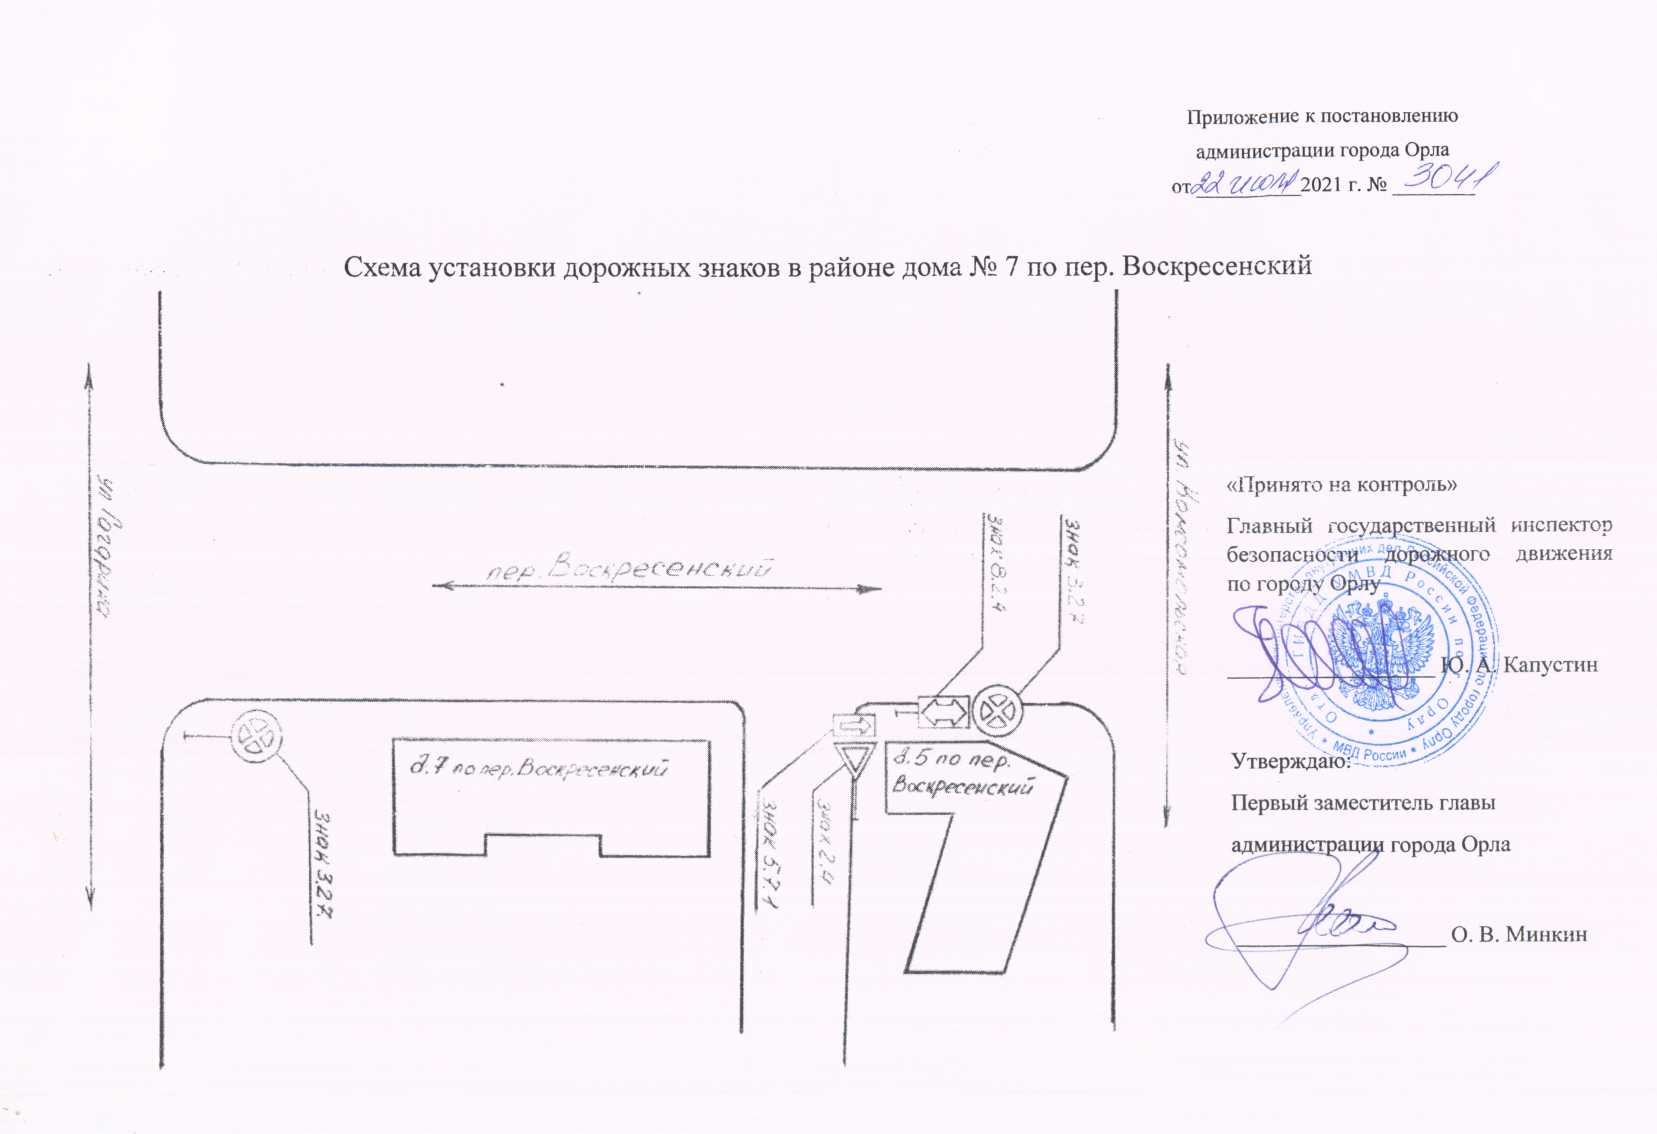 Приложение к постановлению
администрации города Орла
от 22 июля 2021 г. № 3041
Схема установки дорожных знаков в районе дома № 7 по пер. Воскресенский
ул Гагарина
пер. Воскресенский
знак 8.2.4
знак 3.27
ул Комсомольская
знак 3.27.
д.7 по пер. Воскресенский
знак 5.7.1
знак 2.4
д.5 по пер.
Воскресенский
«Принято на контроль»
Главный государственный инспектор
безопасности дорожного движения
по городу Орлу
Ю. А. Капустин
МВД России
Утверждаю:
Первый заместитель главы
администрации города Орла
О. В. Минкин